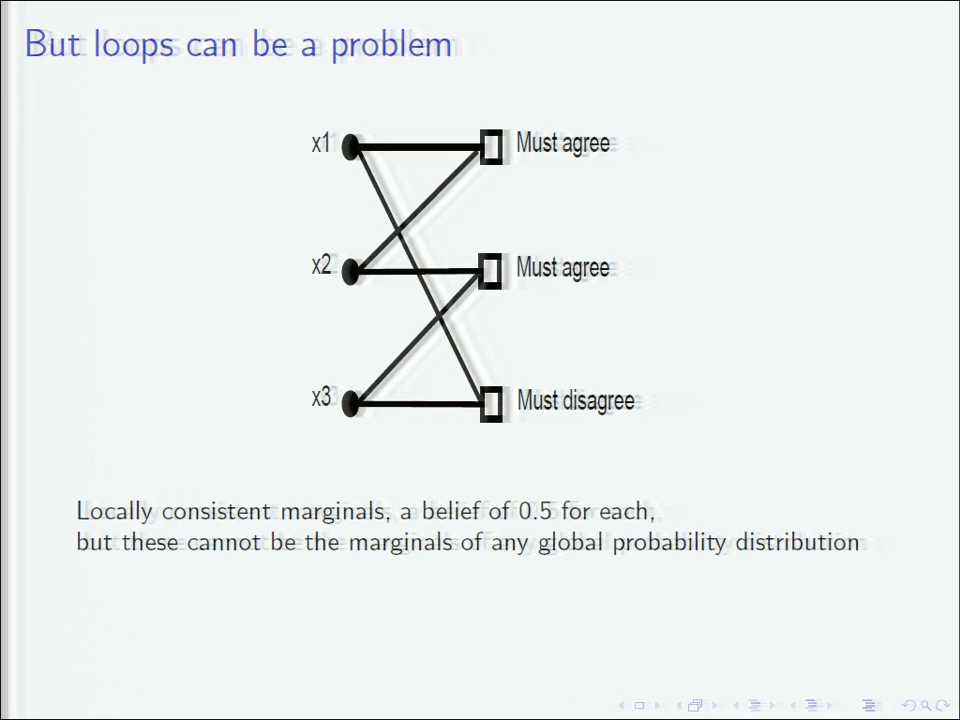 But loops can be a problem
x1
Must agree
x2
Must agree
x3
Must disagree
Locally consistent marginals, a belief of 0.5 for each,
but these cannot be the marginals of any global probability distribution